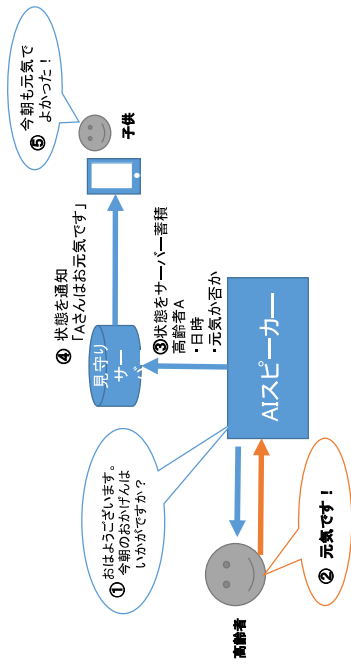 ① おはようございます。
今朝のおかげんは
いかがですか？
② 元気です！
高齢者
AIスピーカー
③状態をサーバー蓄積
高齢者A
・日時
・元気か否か
見守り
サー
バ
④ 状態を通知
「Aさんはお元気です」
⑤ 今朝も元気で
よかった！
子供